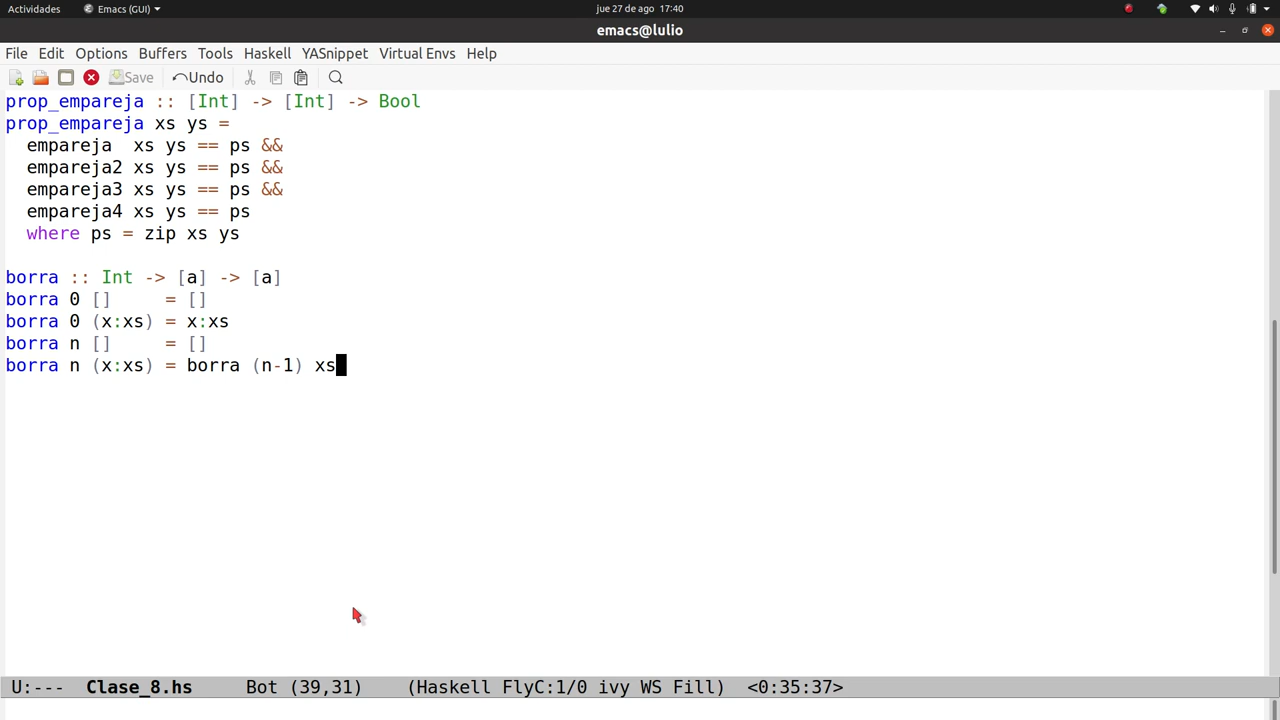 Actividades Emacs (GUI) jue 27 de ago 17:40
emacs@lulio
File Edit Options Buffers Tools Haskell YASnippet Virtual Envs Help
Save Undo
prop_empareja :: [Int] -> [Int] -> Bool
prop_empareja xs ys =
  empareja  xs ys == ps &&
  empareja2 xs ys == ps &&
  empareja3 xs ys == ps &&
  empareja4 xs ys == ps
  where ps = zip xs ys
borra :: Int -> [a] -> [a]
borra 0 []     = []
borra 0 (x:xs) = x:xs
borra n []     = []
borra n (x:xs) = borra (n-1) xs
U:--- Clase_8.hs Bot (39,31) (Haskell FlyC:1/0 ivy WS Fill) <0:35:37>